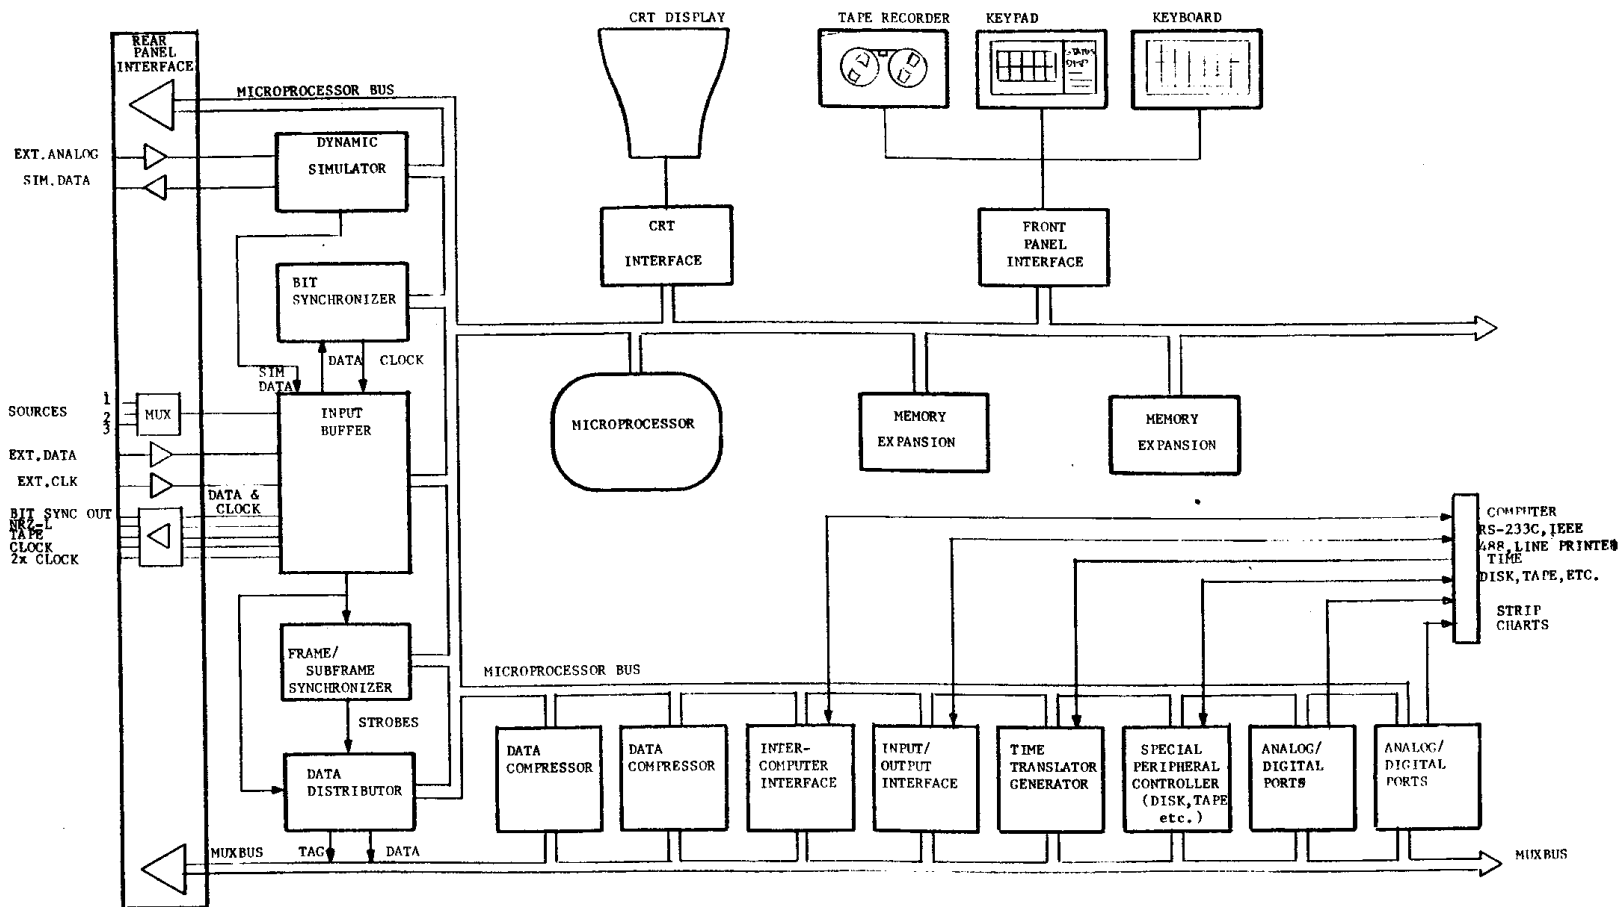 CRT DISPLAY
TAPE RECORDER
KEYPAD
KEYBOARD
REAR
PANEL
INTERFACE
MICROPROCESSOR BUS
EXT.ANALOG
SIM.DATA
DYNAMIC
SIMULATOR
CRT
INTERFACE
FRONT
PANEL
INTERFACE
BIT
SYNCHRONIZER
DATA
CLOCK
SIM
DATA
SOURCES
1
2
3
MUX
INPUT
BUFFER
MICROPROCESSOR
MEMORY
EXPANSION
MEMORY
EXPANSION
EXT.DATA
EXT.CLK
DATA &
CLOCK
BIT SYNC OUT
NRZ-L
TAPE
CLOCK
2x CLOCK
COMPUTER
RS-233C,IEEE
488,LINE PRINTER
TIME
DISK,TAPE,ETC.
STRIP
CHARTS
FRAME/
SUBFRAME
SYNCHRONIZER
STROBES
MICROPROCESSOR BUS
DATA
DISTRIBUTOR
DATA
COMPRESSOR
DATA
COMPRESSOR
INTER-
COMPUTER
INTERFACE
INPUT/
OUTPUT
INTERFACE
TIME
TRANSLATOR
GENERATOR
SPECIAL
PERIPHERAL
CONTROLLER
(DISK,TAPE
etc.)
ANALOG/
DIGITAL
PORTS
ANALOG/
DIGITAL
PORTS
MUXBUS
TAG
DATA
MUXBUS